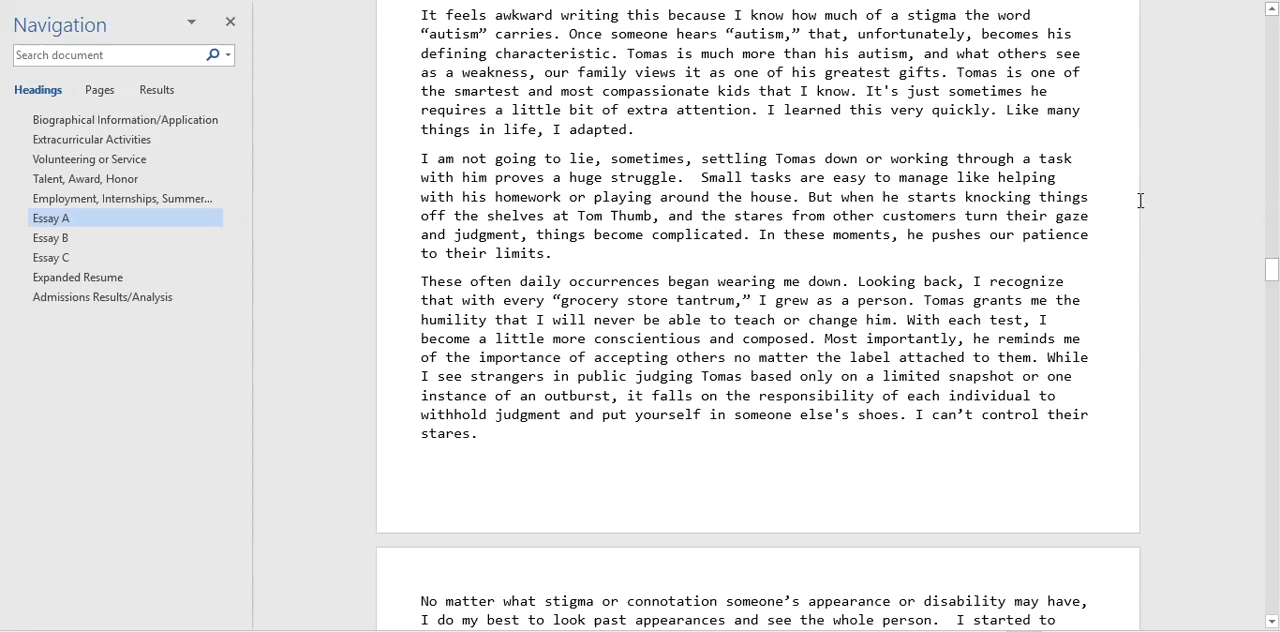 Navigation
Search document
Headings Pages Results
Biographical Information/Application
Extracurricular Activities
Volunteering or Service
Talent, Award, Honor
Employment, Internships, Summer...
Essay A
Essay B
Essay C
Expanded Resume
Admissions Results/Analysis
It feels awkward writing this because I know how much of a stigma the word
“autism” carries. Once someone hears “autism,” that, unfortunately, becomes his
defining characteristic. Tomas is much more than his autism, and what others see
as a weakness, our family views it as one of his greatest gifts. Tomas is one of
the smartest and most compassionate kids that I know. It's just sometimes he
requires a little bit of extra attention. I learned this very quickly. Like many
things in life, I adapted.
I am not going to lie, sometimes, settling Tomas down or working through a task
with him proves a huge struggle.  Small tasks are easy to manage like helping
with his homework or playing around the house. But when he starts knocking things
off the shelves at Tom Thumb, and the stares from other customers turn their gaze
and judgment, things become complicated. In these moments, he pushes our patience
to their limits.
These often daily occurrences began wearing me down. Looking back, I recognize
that with every “grocery store tantrum,” I grew as a person. Tomas grants me the
humility that I will never be able to teach or change him. With each test, I
become a little more conscientious and composed. Most importantly, he reminds me
of the importance of accepting others no matter the label attached to them. While
I see strangers in public judging Tomas based only on a limited snapshot or one
instance of an outburst, it falls on the responsibility of each individual to
withhold judgment and put yourself in someone else's shoes. I can’t control their
stares.
No matter what stigma or connotation someone’s appearance or disability may have,
I do my best to look past appearances and see the whole person.  I started to